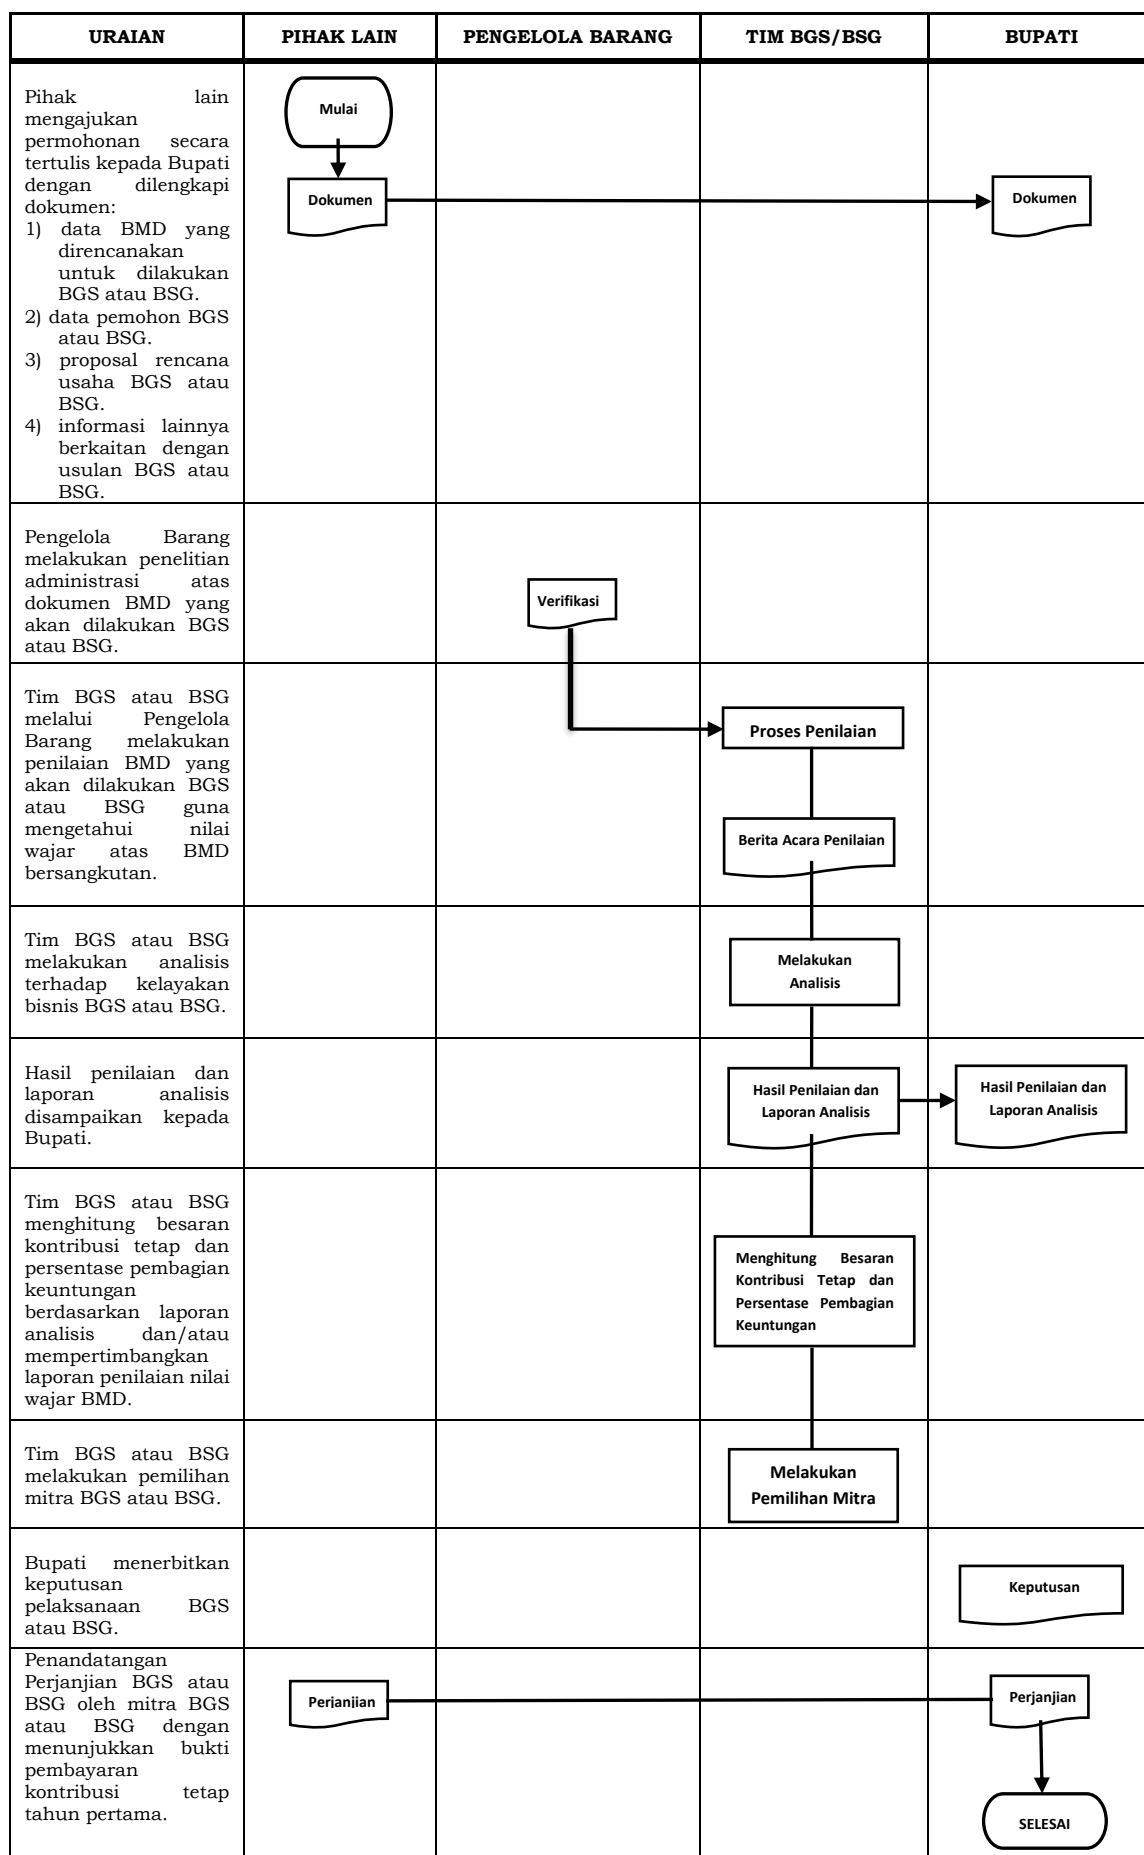 URAIAN PIHAK LAIN PENGELOLA BARANG TIM BGS/BSG BUPATI
Pihak lain
mengajukan
permohonan secara
tertulis kepada Bupati
dengan dilengkapi
dokumen:
1) data BMD yang
direncanakan
untuk dilakukan
BGS atau BSG.
2) data pemohon BGS
atau BSG.
3) proposal rencana
usaha BGS atau
BSG.
4) informasi lainnya
berkaitan dengan
usulan BGS atau
BSG.
Mulai
Dokumen
Dokumen
Pengelola Barang
melakukan penelitian
administrasi atas
dokumen BMD yang
akan dilakukan BGS
atau BSG.
Verifikasi
Tim BGS atau BSG
melalui Pengelola
Barang melakukan
penilaian BMD yang
akan dilakukan BGS
atau BSG guna
mengetahui nilai
wajar atas BMD
bersangkutan.
Proses Penilaian
Berita Acara Penilaian
Tim BGS atau BSG
melakukan analisis
terhadap kelayakan
bisnis BGS atau BSG.
Melakukan
Analisis
Hasil penilaian dan
laporan analisis
disampaikan kepada
Bupati.
Hasil Penilaian dan
Laporan Analisis
Hasil Penilaian dan
Laporan Analisis
Tim BGS atau BSG
menghitung besaran
kontribusi tetap dan
persentase pembagian
keuntungan
berdasarkan laporan
analisis dan/atau
mempertimbangkan
laporan penilaian nilai
wajar BMD.
Menghitung Besaran
Kontribusi Tetap dan
Persentase Pembagian
Keuntungan
Tim BGS atau BSG
melakukan pemilihan
mitra BGS atau BSG.
Melakukan
Pemilihan Mitra
Bupati menerbitkan
keputusan
pelaksanaan BGS
atau BSG.
Keputusan
Penandatangan
Perjanjian BGS atau
BSG oleh mitra BGS
atau BSG dengan
menunjukkan bukti
pembayaran
kontribusi tetap
tahun pertama.
Perjanjian
Perjanjian
SELESAI